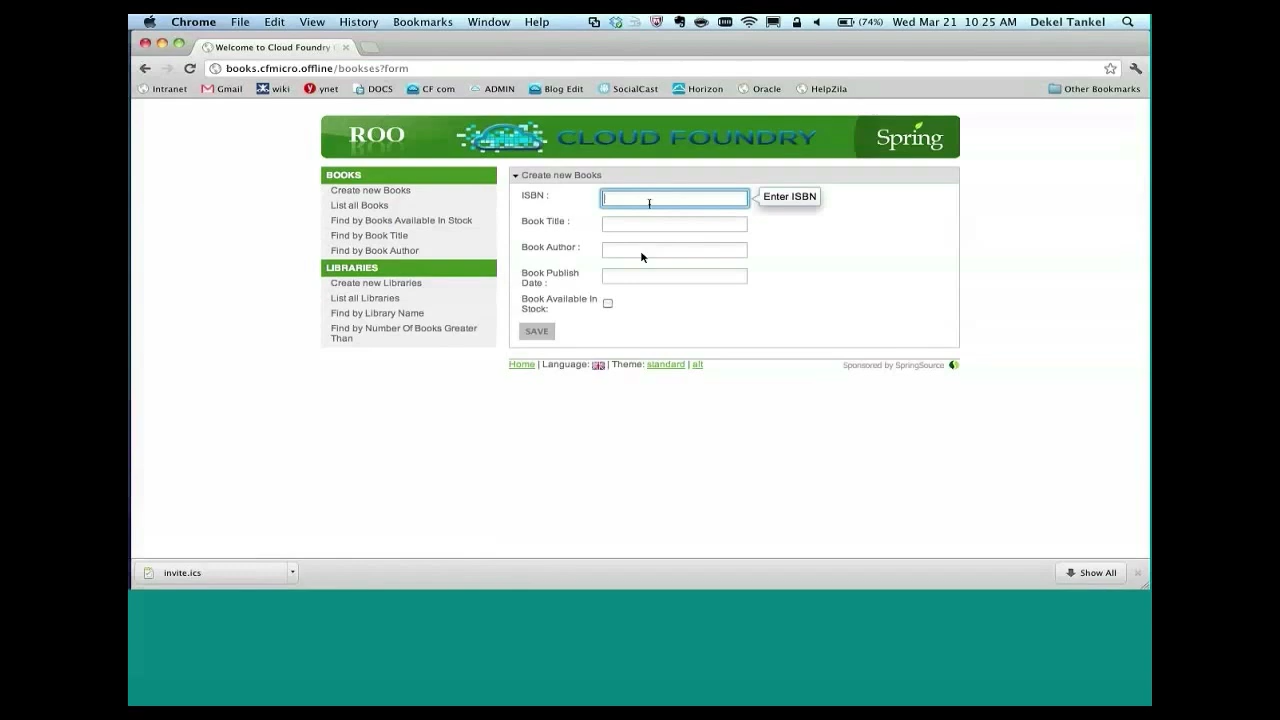 Chrome File Edit View History Bookmarks Window Help (74%) Wed Mar 21 10:25 AM Dekel Tankel
Welcome to Cloud Foundry
books.cfmicro.offline/bookses?form
Intranet Gmail wiki ynet DOCS CF com ADMIN Blog Edit SocialCast Horizon Oracle HelpZilla Other Bookmarks
ROO CLOUD FOUNDRY Spring
BOOKS
Create new Books
List all Books
Find by Books Available In Stock
Find by Book Title
Find by Book Author
LIBRARIES
Create new Libraries
List all Libraries
Find by Library Name
Find by Number Of Books Greater
Than
Create new Books
ISBN : Enter ISBN
Book Title :
Book Author :
Book Publish
Date :
Book Available In
Stock:
SAVE
Home | Language: | Theme: standard | alt Sponsored by SpringSource
invite.ics Show All